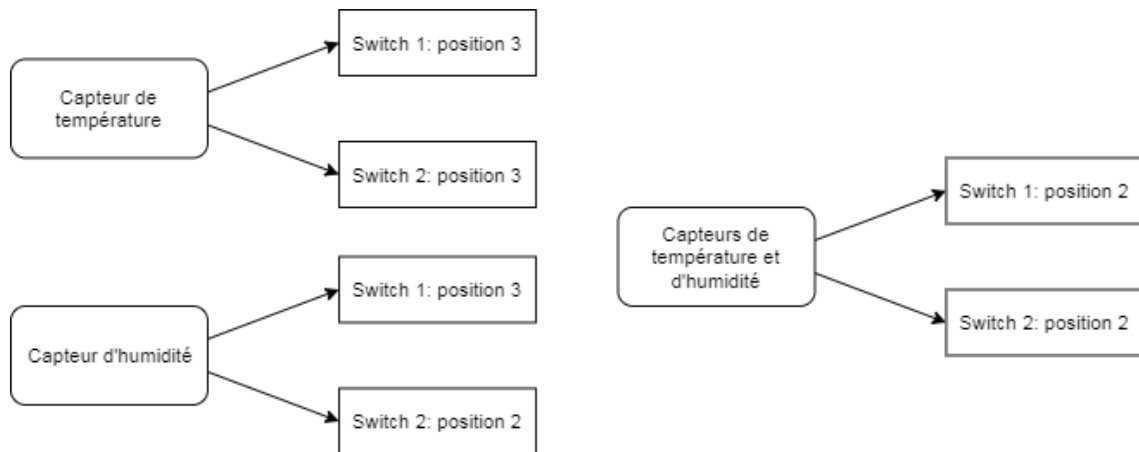 Switch 1: position 3
Capteur de
température
Switch 2: position 3
Switch 1: position 3
Capteur d'humidité
Switch 2: position 2
Switch 1: position 2
Capteurs de
température et
d'humidité
Switch 2: position 2